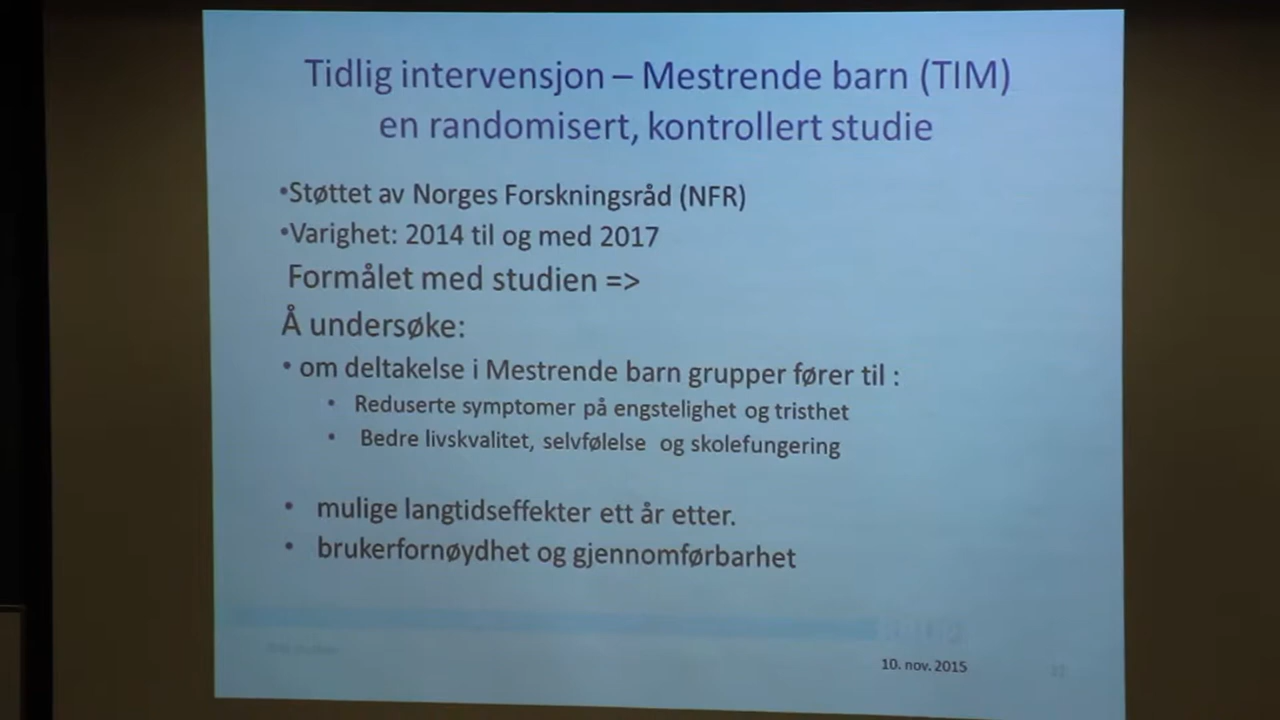 Tidlig intervensjon – Mestrende barn (TIM)
en randomisert, kontrollert studie
•Støttet av Norges Forskningsråd (NFR)
•Varighet: 2014 til og med 2017
Formålet med studien =>
Å undersøke:
• om deltakelse i Mestrende barn grupper fører til :
• Reduserte symptomer på engstelighet og tristhet
• Bedre livskvalitet, selvfølelse og skolefungering
• mulige langtidseffekter ett år etter.
• brukerfornøydhet og gjennomførbarhet
10. nov. 2015